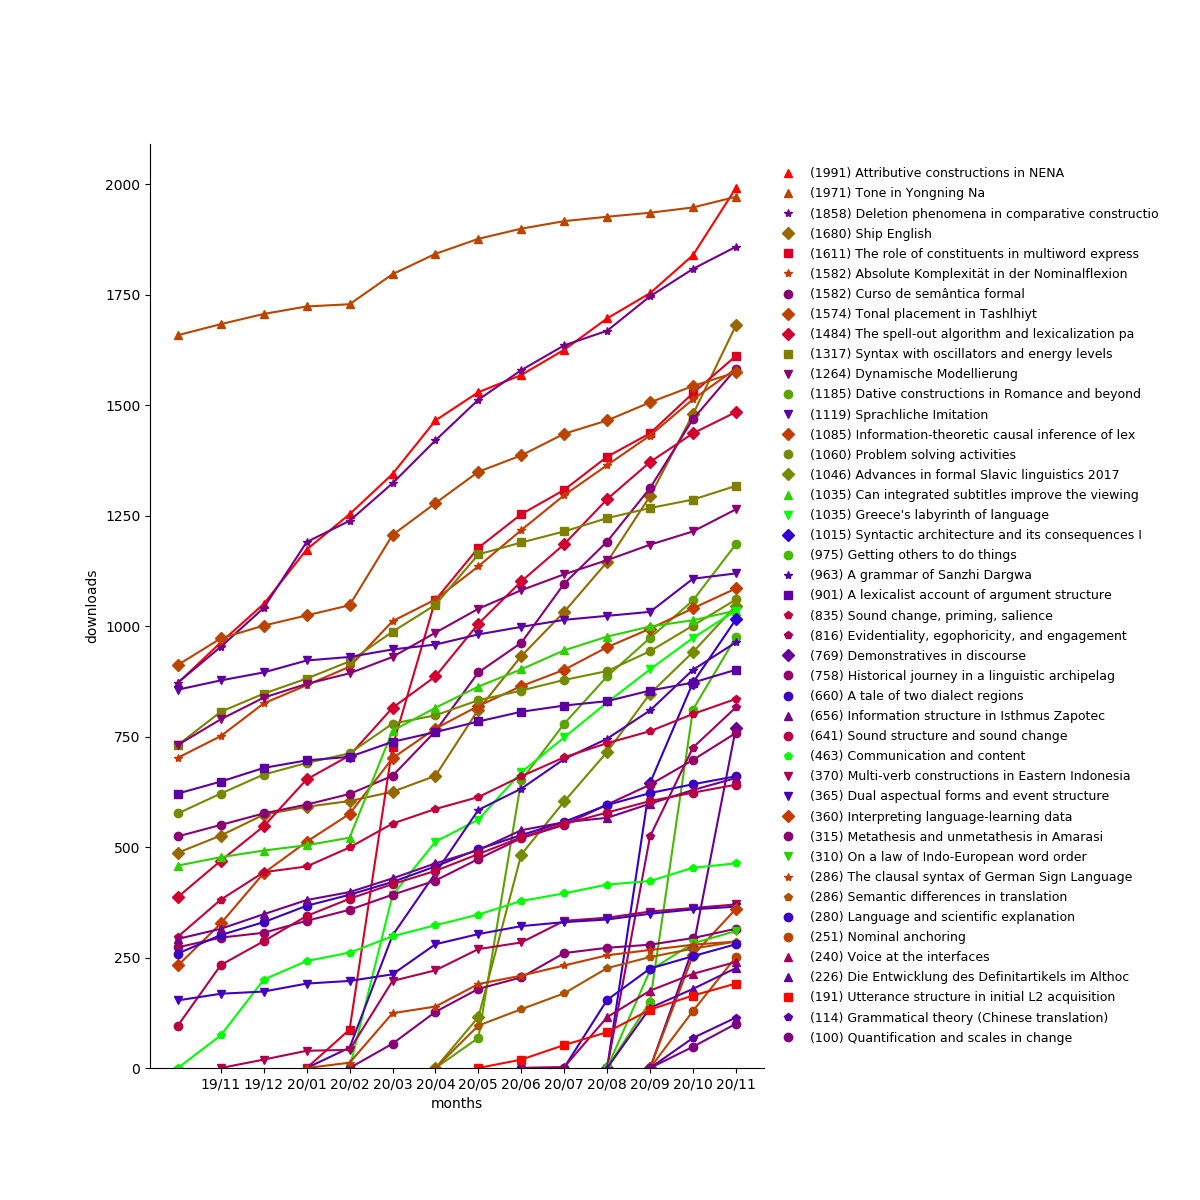 2000
1750
1500
1250
1000
750
500
250
0
downloads
19/11 19/12 20/01 20/02 20/03 20/04 20/05 20/06 20/07 20/08 20/09 20/10 20/11
months
(1991) Attributive constructions in NENA
(1971) Tone in Yongning Na
(1858) Deletion phenomena in comparative constructio
(1680) Ship English
(1611) The role of constituents in multiword express
(1582) Absolute Komplexität in der Nominalflexion
(1582) Curso de semântica formal
(1574) Tonal placement in Tashlhiyt
(1484) The spell-out algorithm and lexicalization pa
(1317) Syntax with oscillators and energy levels
(1264) Dynamische Modellierung
(1185) Dative constructions in Romance and beyond
(1119) Sprachliche Imitation
(1085) Information-theoretic causal inference of lex
(1060) Problem solving activities
(1046) Advances in formal Slavic linguistics 2017
(1035) Can integrated subtitles improve the viewing
(1035) Greece's labyrinth of language
(1015) Syntactic architecture and its consequences I
(975) Getting others to do things
(963) A grammar of Sanzhi Dargwa
(901) A lexicalist account of argument structure
(835) Sound change, priming, salience
(816) Evidentiality, egophoricity, and engagement
(769) Demonstratives in discourse
(758) Historical journey in a linguistic archipelag
(660) A tale of two dialect regions
(656) Information structure in Isthmus Zapotec
(641) Sound structure and sound change
(463) Communication and content
(370) Multi-verb constructions in Eastern Indonesia
(365) Dual aspectual forms and event structure
(360) Interpreting language-learning data
(315) Metathesis and unmetathesis in Amarasi
(310) On a law of Indo-European word order
(286) The clausal syntax of German Sign Language
(286) Semantic differences in translation
(280) Language and scientific explanation
(251) Nominal anchoring
(240) Voice at the interfaces
(226) Die Entwicklung des Definitartikels im Althoc
(191) Utterance structure in initial L2 acquisition
(114) Grammatical theory (Chinese translation)
(100) Quantification and scales in change